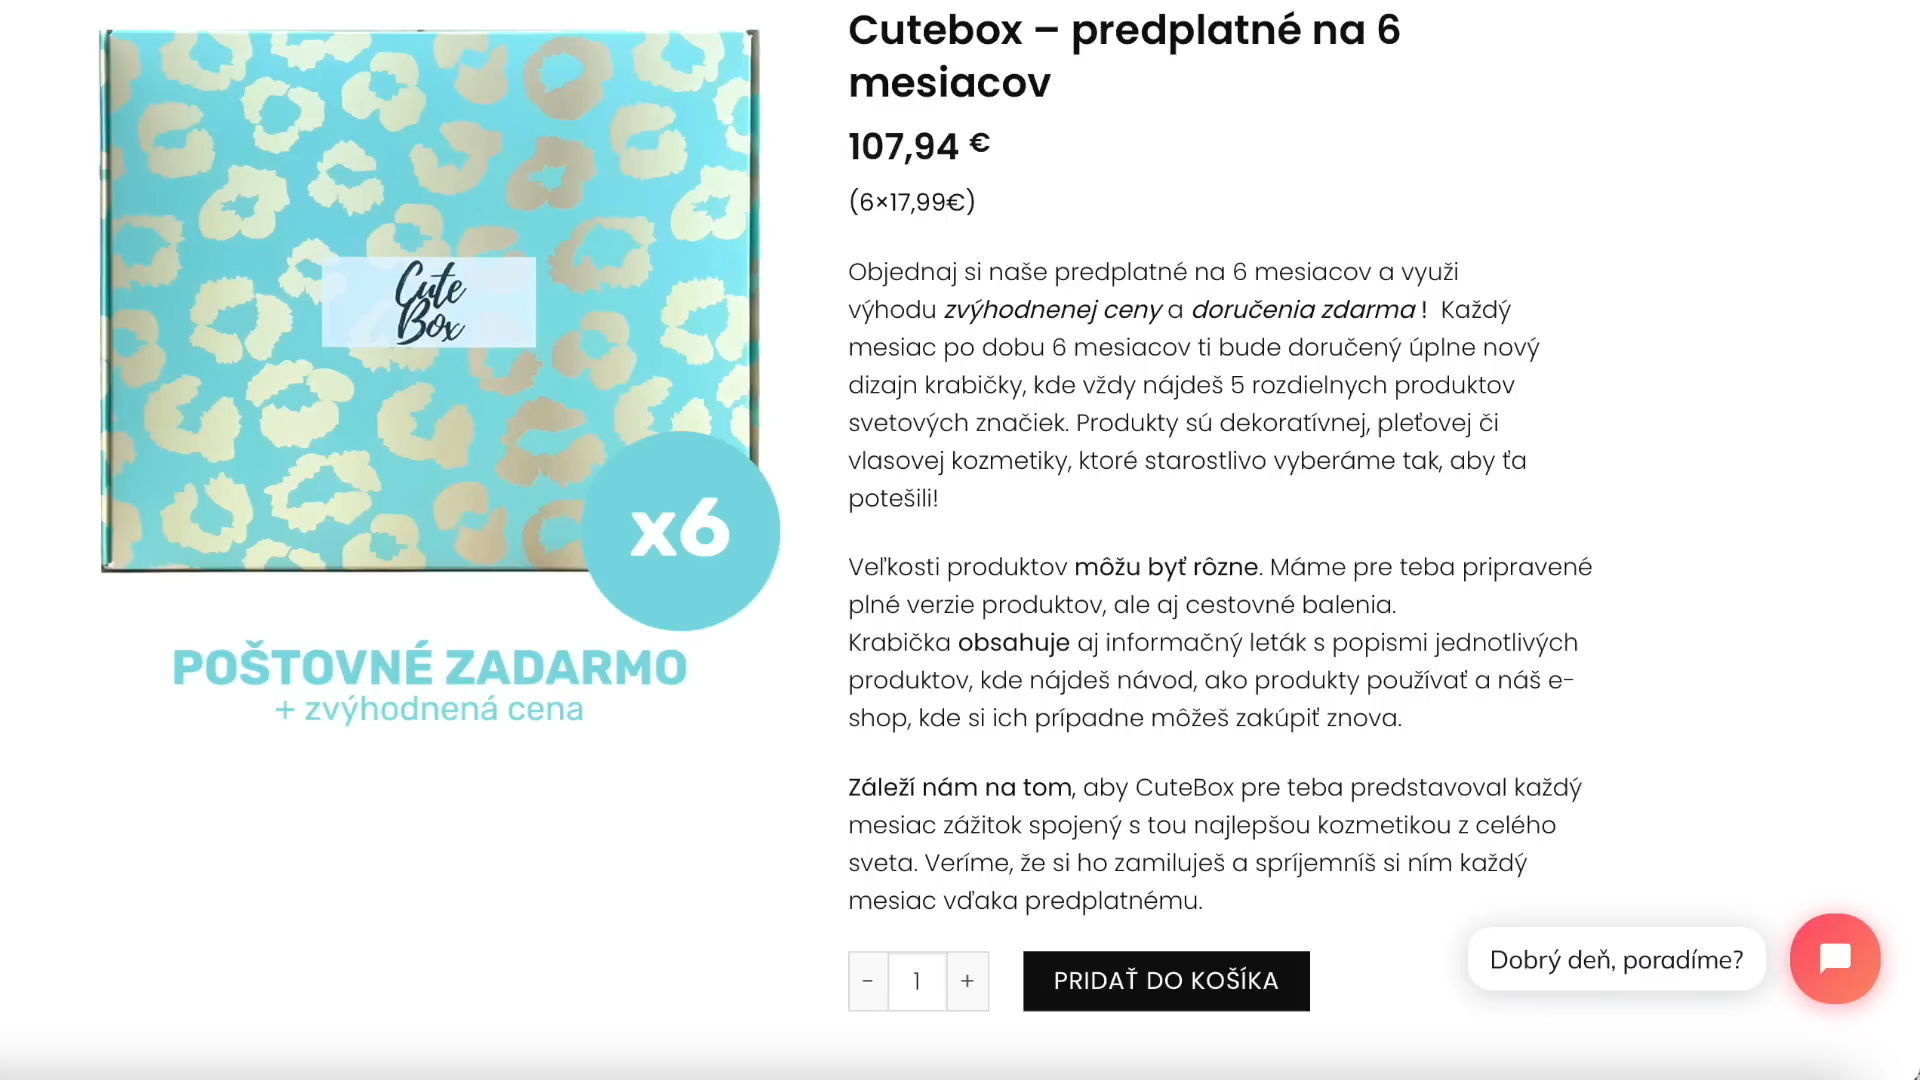 Cutebox – predplatné na 6
mesiacov
107,94 €
(6×17,99€)
Objednaj si naše predplatné na 6 mesiacov a využi
výhodu zvýhodnenej ceny a doručenia zdarma ! Každý
mesiac po dobu 6 mesiacov ti bude doručený úplne nový
dizajn krabičky, kde vždy nájdeš 5 rozdielnych produktov
svetových značiek. Produkty sú dekoratívnej, pleťovej či
vlasovej kozmetiky, ktoré starostlivo vyberáme tak, aby ťa
potešili!
Veľkosti produktov môžu byť rôzne. Máme pre teba pripravené
plné verzie produktov, ale aj cestovné balenia.
Krabička obsahuje aj informačný leták s popismi jednotlivých
produktov, kde nájdeš návod, ako produkty používať a náš e-
shop, kde si ich prípadne môžeš zakúpiť znova.
Záleží nám na tom, aby CuteBox pre teba predstavoval každý
mesiac zážitok spojený s tou najlepšou kozmetikou z celého
sveta. Veríme, že si ho zamiluješ a spríjemníš si ním každý
mesiac vďaka predplatnému.
- 1 +
PRIDAŤ DO KOŠÍKA
Cute
Box
x6
POŠTOVNÉ ZADARMO
+ zvýhodnená cena
Dobrý deň, poradíme?